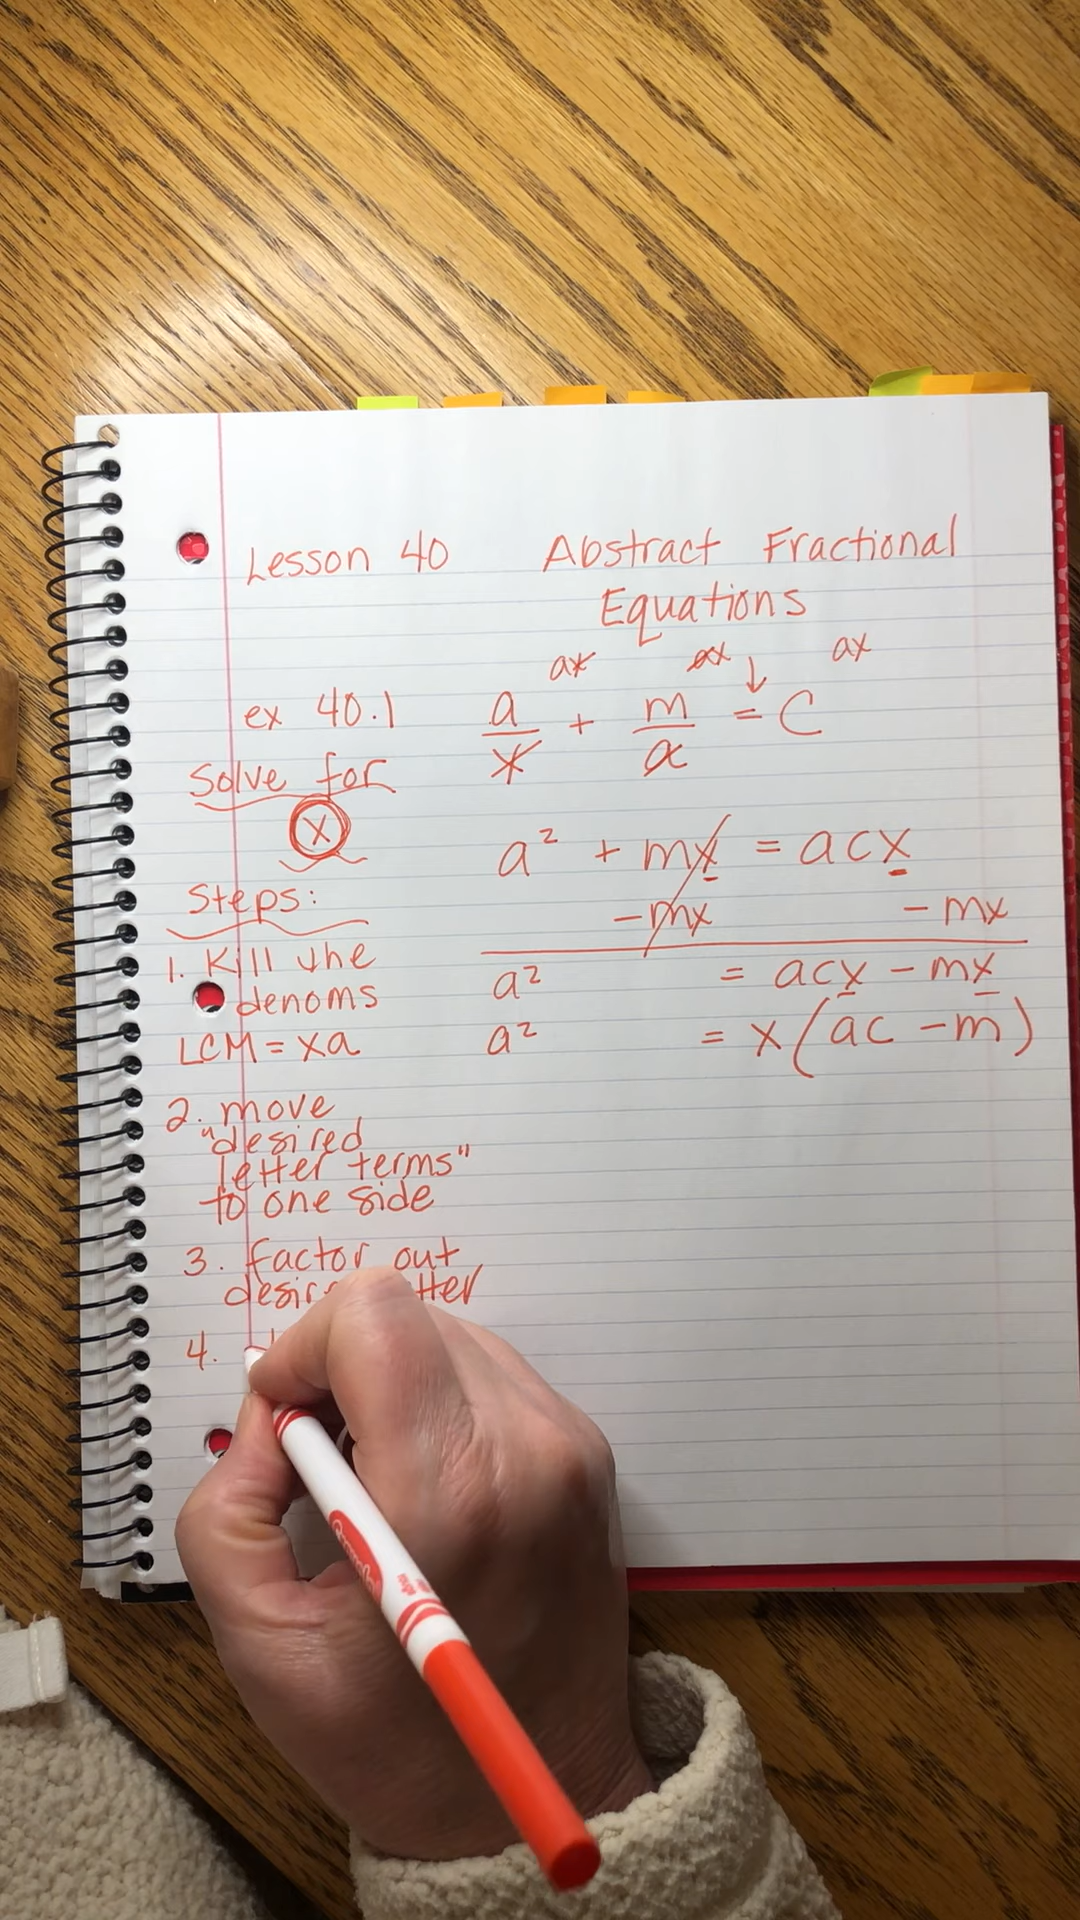 Lesson 40 Abstract Fractional
Equations
ax ax ↓ ax
ex 40.1 a/x + m/a = C
Solve for
x
a² + mx = acx
Steps:
-mx - mx
1. Kill the
denoms
a² = acx - mx
LCM = xa
a² = x(ac - m)
2. move
"desired
letter terms"
to one side
3. factor out
4.